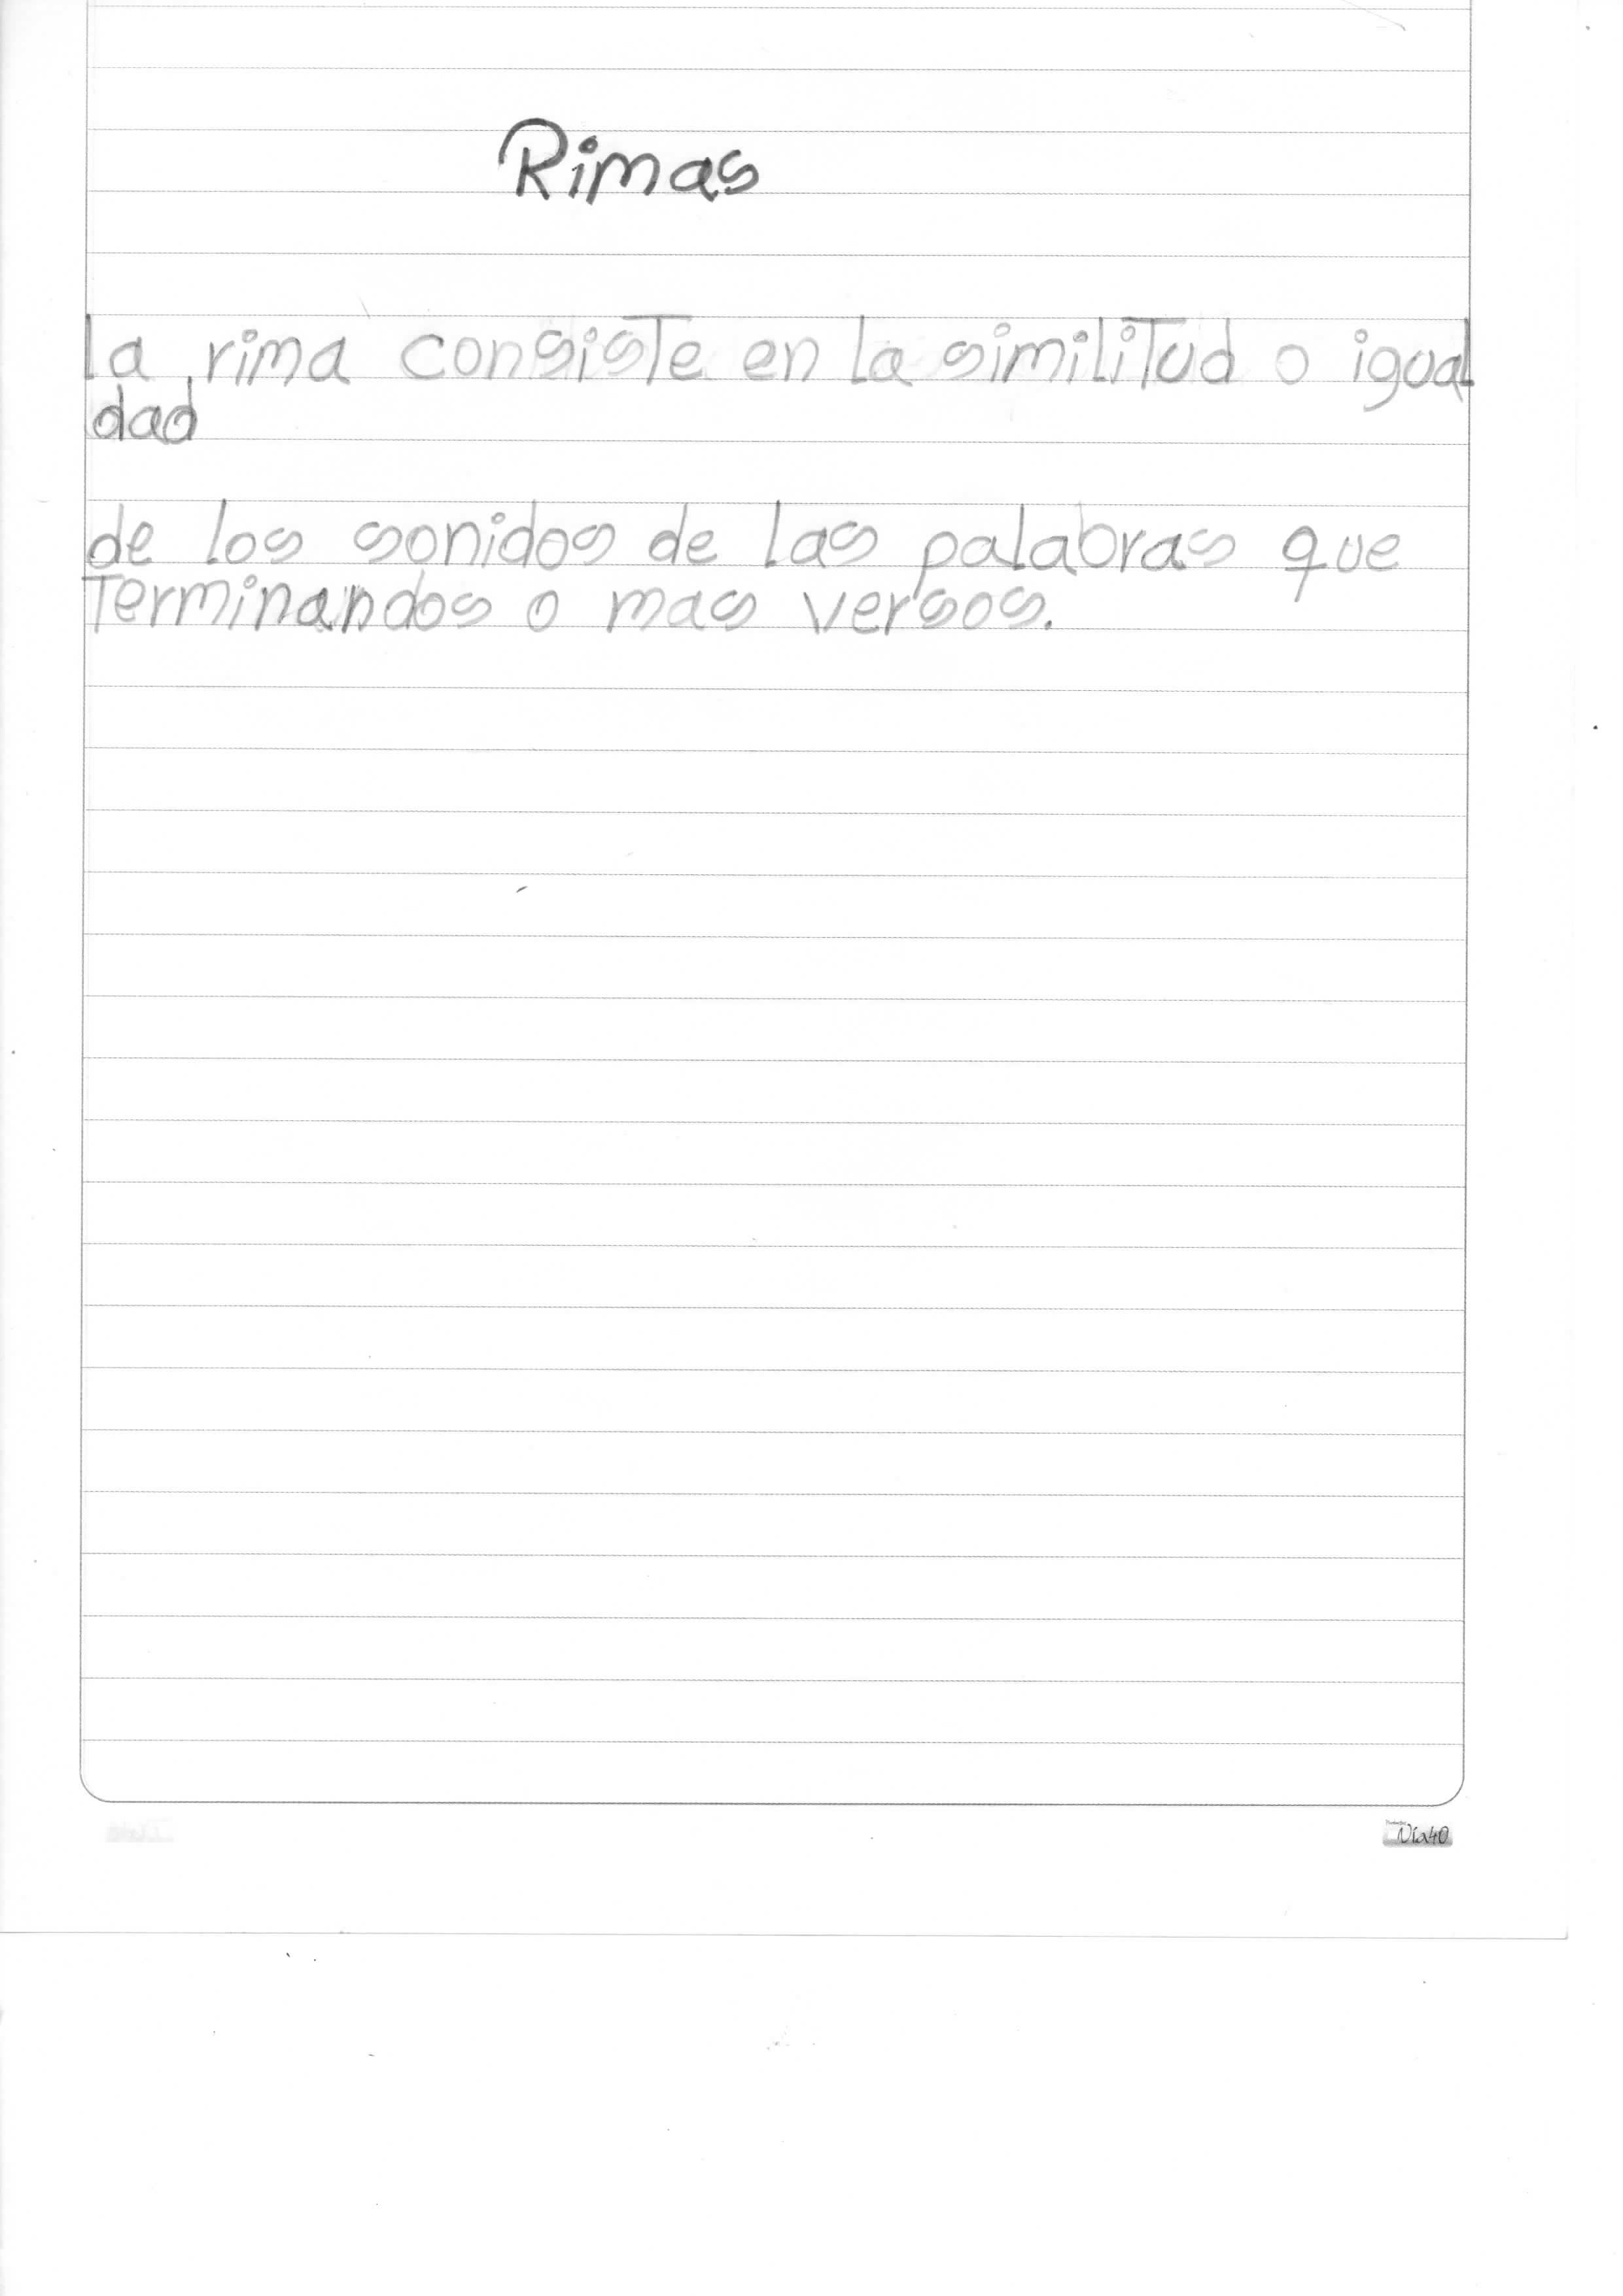 Rimas
la rima consiste en la similitud o igual
dad
de los sonidos de las palabras que
Terminandos o mas versos.
Nía40